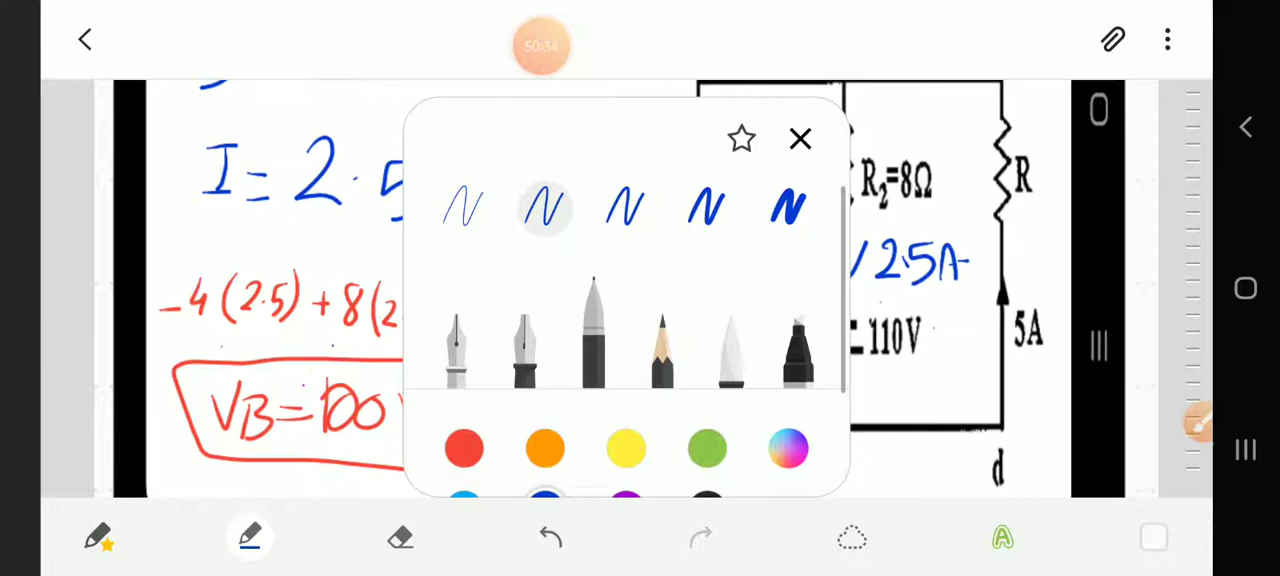 50:34
I = 2.5
R
R2=8Ω
2.5A
-4(2.5) + 8(2
110V
5A
VB = 100
d
A